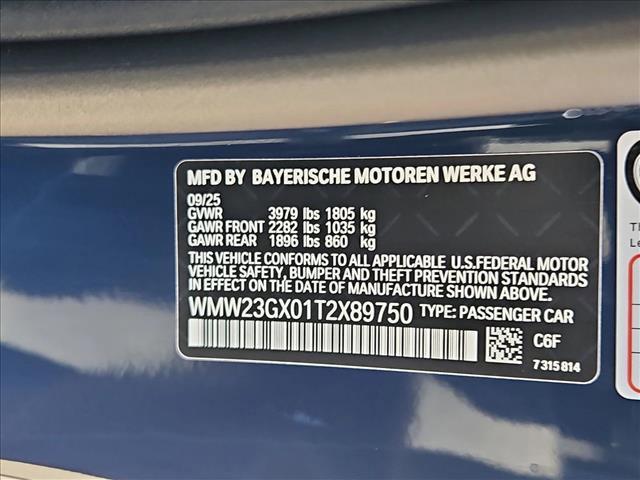 MFD BY BAYERISCHE MOTOREN WERKE AG
09/25
GVWR 3979 lbs 1805 kg
GAWR FRONT 2282 lbs 1035 kg
GAWR REAR 1896 lbs 860 kg
THIS VEHICLE CONFORMS TO ALL APPLICABLE U.S.FEDERAL MOTOR
VEHICLE SAFETY, BUMPER AND THEFT PREVENTION STANDARDS
IN EFFECT ON THE DATE OF MANUFACTURE SHOWN ABOVE.
WMW23GX01T2X89750 TYPE: PASSENGER CAR
C6F
7315814